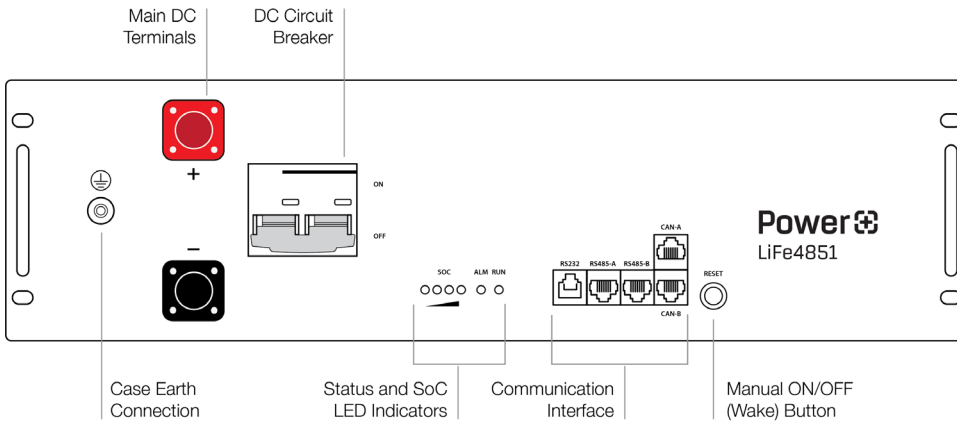 Main DC
Terminals
DC Circuit
Breaker
+
ON
OFF
−
Power
LiFe4851
CAN-A
RS232 RS485-A RS485-B
CAN-B
RESET
SOC ALM RUN
Case Earth
Connection
Status and SoC
LED Indicators
Communication
Interface
Manual ON/OFF
(Wake) Button